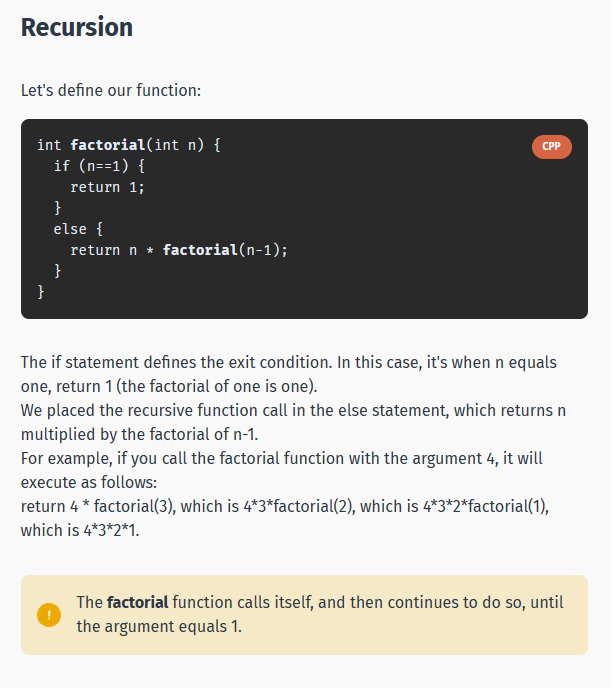 Recursion
Let's define our function:
CPP
int factorial(int n) {
  if (n==1) {
    return 1;
  }
  else {
    return n * factorial(n-1);
  }
}
The if statement defines the exit condition. In this case, it's when n equals
one, return 1 (the factorial of one is one).
We placed the recursive function call in the else statement, which returns n
multiplied by the factorial of n-1.
For example, if you call the factorial function with the argument 4, it will
execute as follows:
return 4 * factorial(3), which is 4*3*factorial(2), which is 4*3*2*factorial(1),
which is 4*3*2*1.
!
The factorial function calls itself, and then continues to do so, until
the argument equals 1.